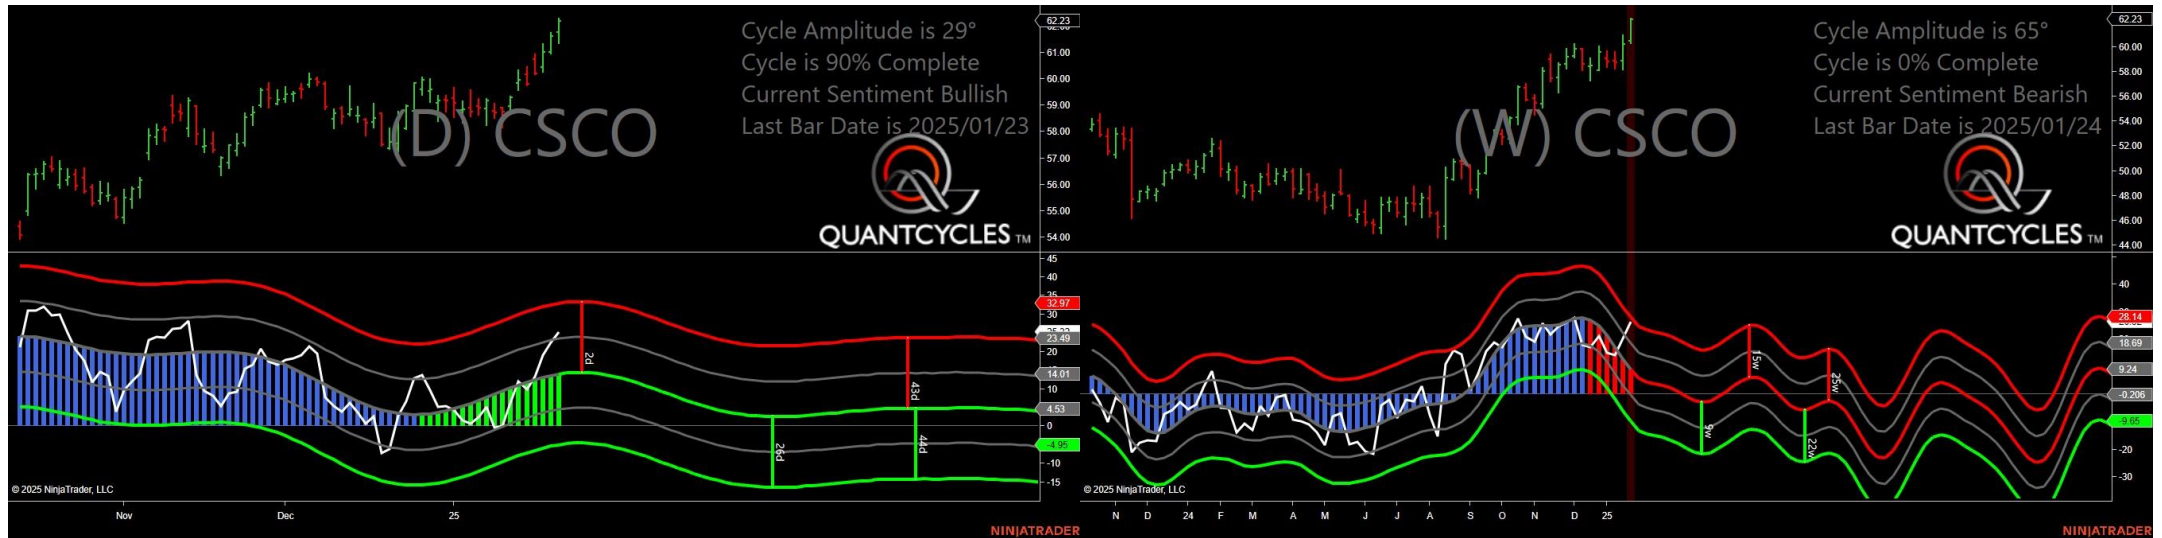 Cycle Amplitude is 29°
Cycle is 90% Complete
Current Sentiment Bullish
Last Bar Date is 2025/01/23
(D) CSCO
QUANTCYCLES TM
62.23
61.00
60.00
59.00
58.00
57.00
56.00
55.00
54.00
45
40
35
32.97
30
23.49
20
14.01
10
4.53
0
-4.95
-10
-15
2d
26d
43d
44d
© 2025 NinjaTrader, LLC
Nov Dec 25
NINJATRADER
Cycle Amplitude is 65°
Cycle is 0% Complete
Current Sentiment Bearish
Last Bar Date is 2025/01/24
(W) CSCO
QUANTCYCLES TM
62.23
60.00
58.00
56.00
54.00
52.00
50.00
48.00
46.00
44.00
40
28.14
18.69
9.24
-0.206
-9.65
-20
-30
9w
15w
22w
25w
© 2025 NinjaTrader, LLC
N D 24 F M A M J J A S O N D 25
NINJATRADER